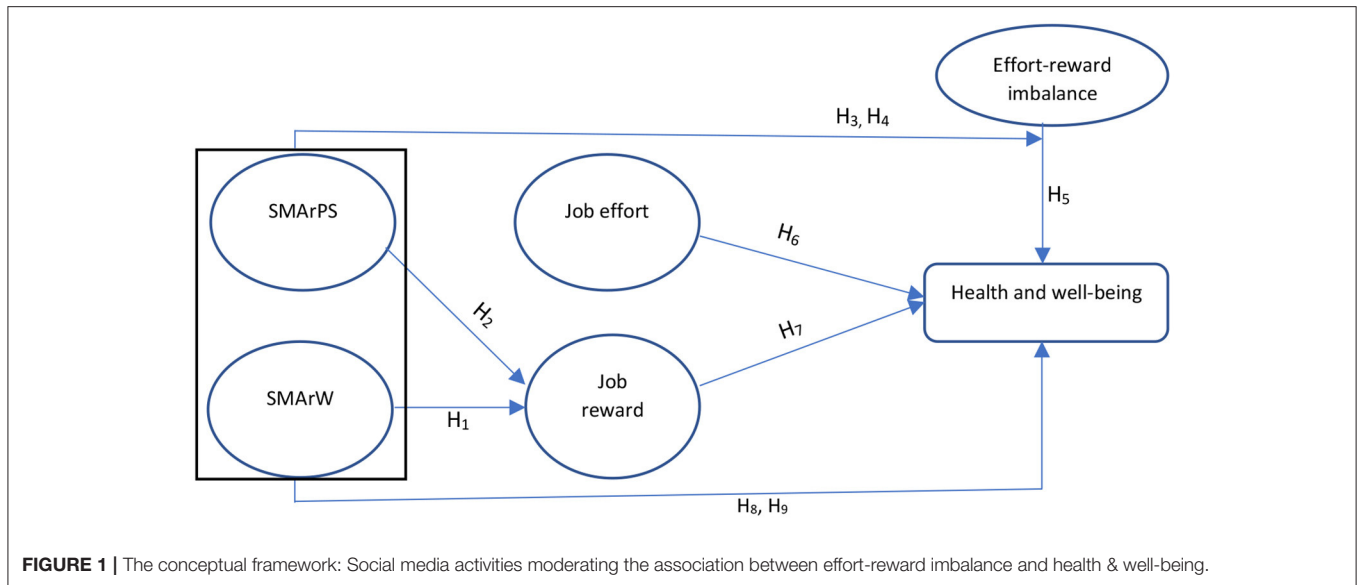 Effort-reward
imbalance
H₃, H₄
SMArPS
Job effort
H₅
H₆
Health and well-being
H₂
H₇
SMArW
Job
reward
H₁
H₈, H₉
FIGURE 1 | The conceptual framework: Social media activities moderating the association between effort-reward imbalance and health & well-being.